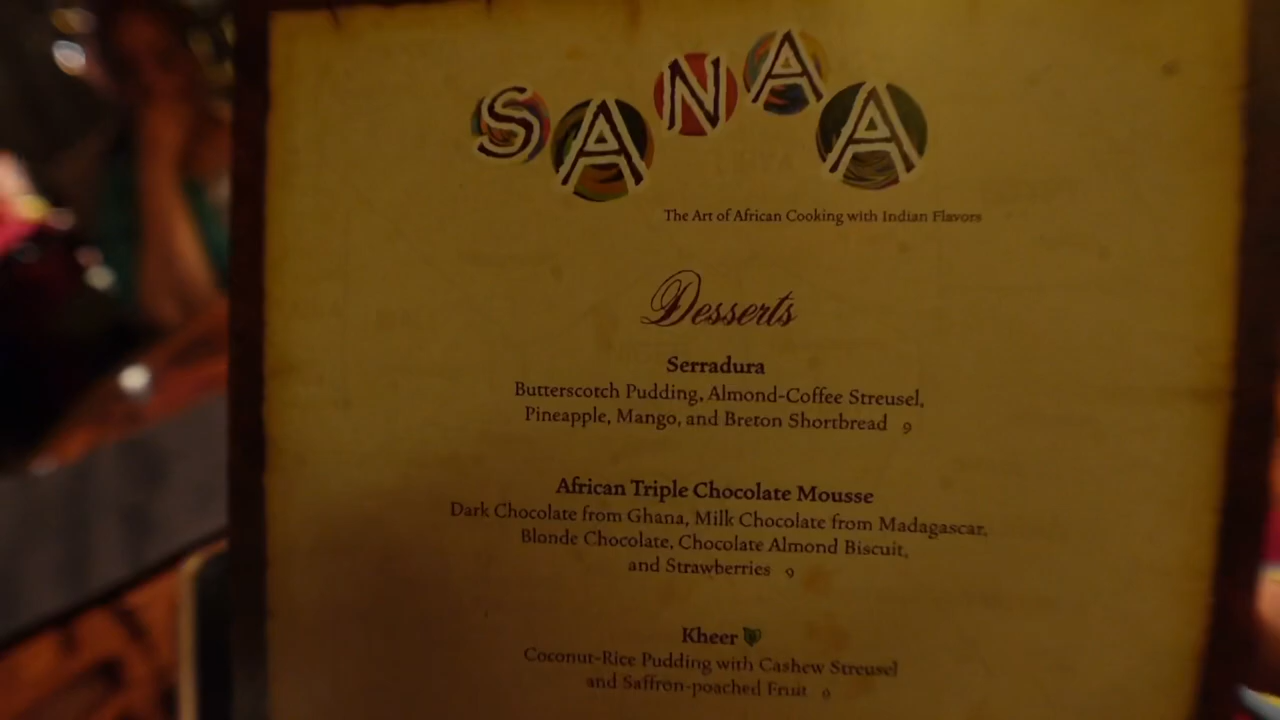 SANAA
The Art of African Cooking with Indian Flavors
Desserts
Serradura
Butterscotch Pudding, Almond-Coffee Streusel,
Pineapple, Mango, and Breton Shortbread 9
African Triple Chocolate Mousse
Dark Chocolate from Ghana, Milk Chocolate from Madagascar,
Blonde Chocolate, Chocolate Almond Biscuit,
and Strawberries 9
Kheer
Coconut-Rice Pudding with Cashew Streusel
and Saffron-poached Fruit 9